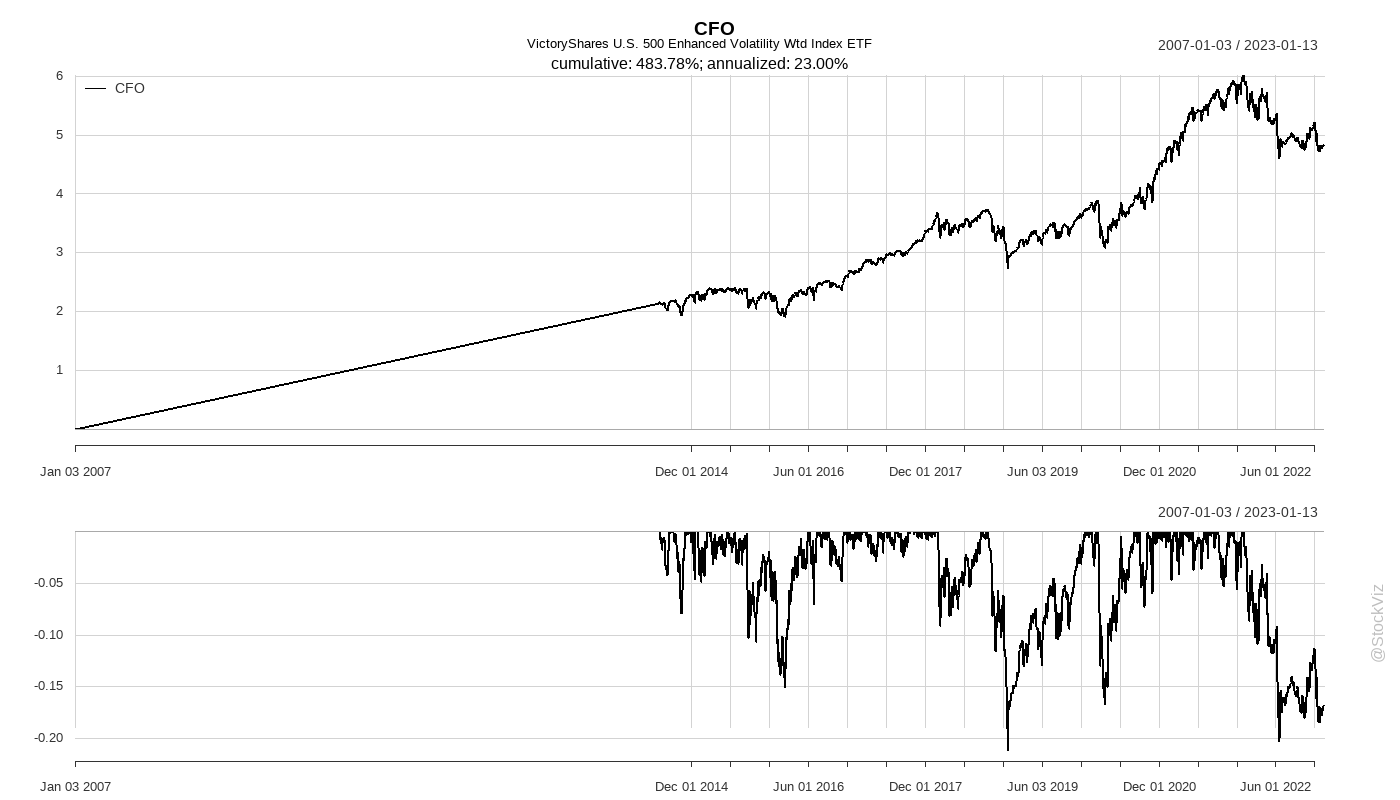 CFO
VictoryShares U.S. 500 Enhanced Volatility Wtd Index ETF
cumulative: 483.78%; annualized: 23.00%
2007-01-03 / 2023-01-13
CFO
6
5
4
3
2
1
Jan 03 2007 Dec 01 2014 Jun 01 2016 Dec 01 2017 Jun 03 2019 Dec 01 2020 Jun 01 2022
2007-01-03 / 2023-01-13
-0.05
-0.10
-0.15
-0.20
Jan 03 2007 Dec 01 2014 Jun 01 2016 Dec 01 2017 Jun 03 2019 Dec 01 2020 Jun 01 2022
@StockViz